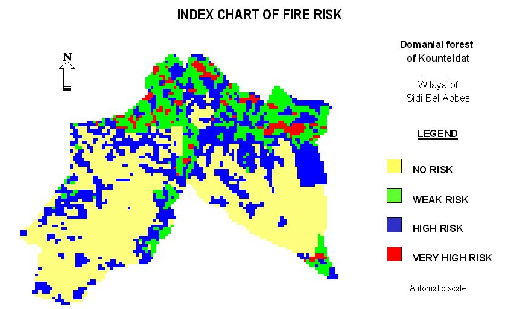 INDEX CHART OF FIRE RISK
N
Domanial forest
of Kounteldat
Wilaya of
Sidi Bel Abbes
LEGEND
NO RISK
WEAK RISK
HIGH RISK
VERY HIGH RISK
Automatic scale